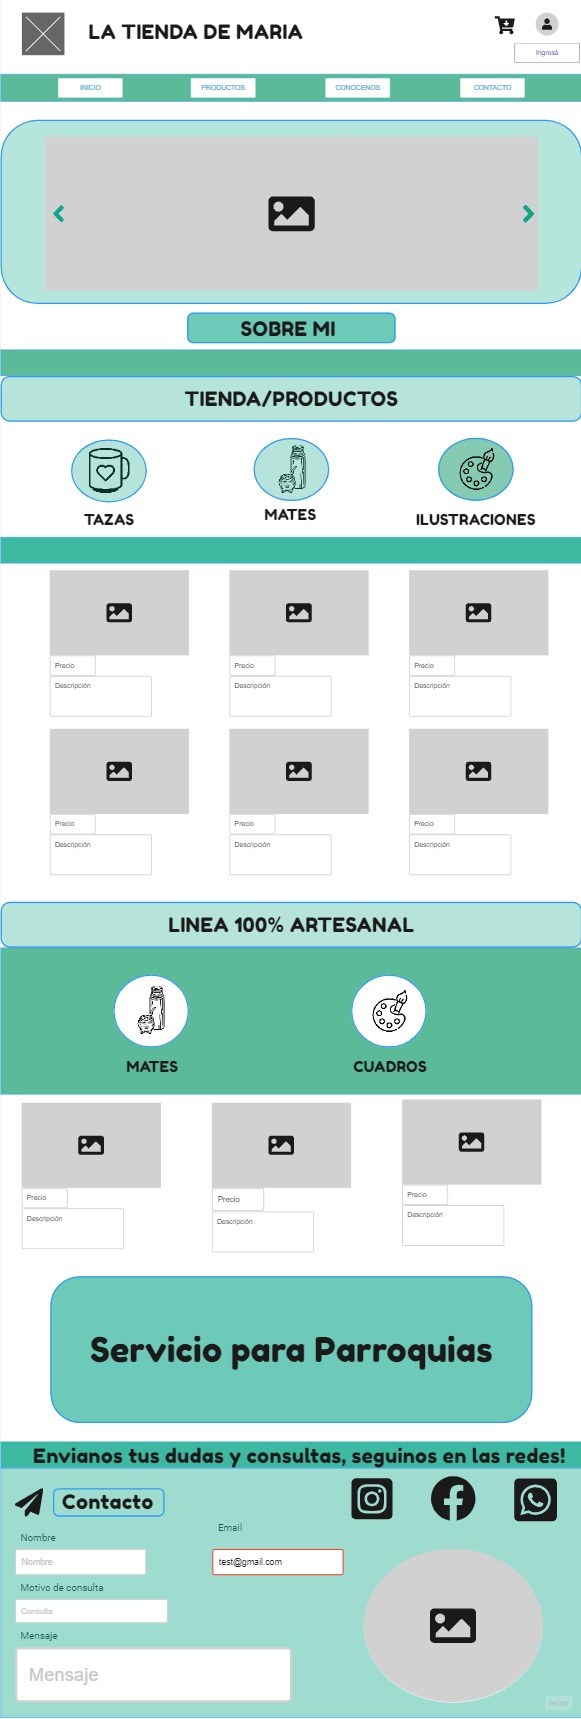 LA TIENDA DE MARIA
Ingresá
INICIO
PRODUCTOS
CONOCENOS
CONTACTO
SOBRE MI
TIENDA/PRODUCTOS
TAZAS
MATES
ILUSTRACIONES
Precio
Precio
Precio
Descripción
Descripción
Descripción
Precio
Precio
Precio
Descripción
Descripción
Descripción
LINEA 100% ARTESANAL
MATES
CUADROS
Precio
Precio
Precio
Descripción
Descripción
Descripción
Servicio para Parroquias
Envianos tus dudas y consultas, seguinos en las redes!
Contacto
Nombre
Email
Nombre
test@gmail.com
Motivo de consulta
Consulta
Mensaje
Mensaje
miro